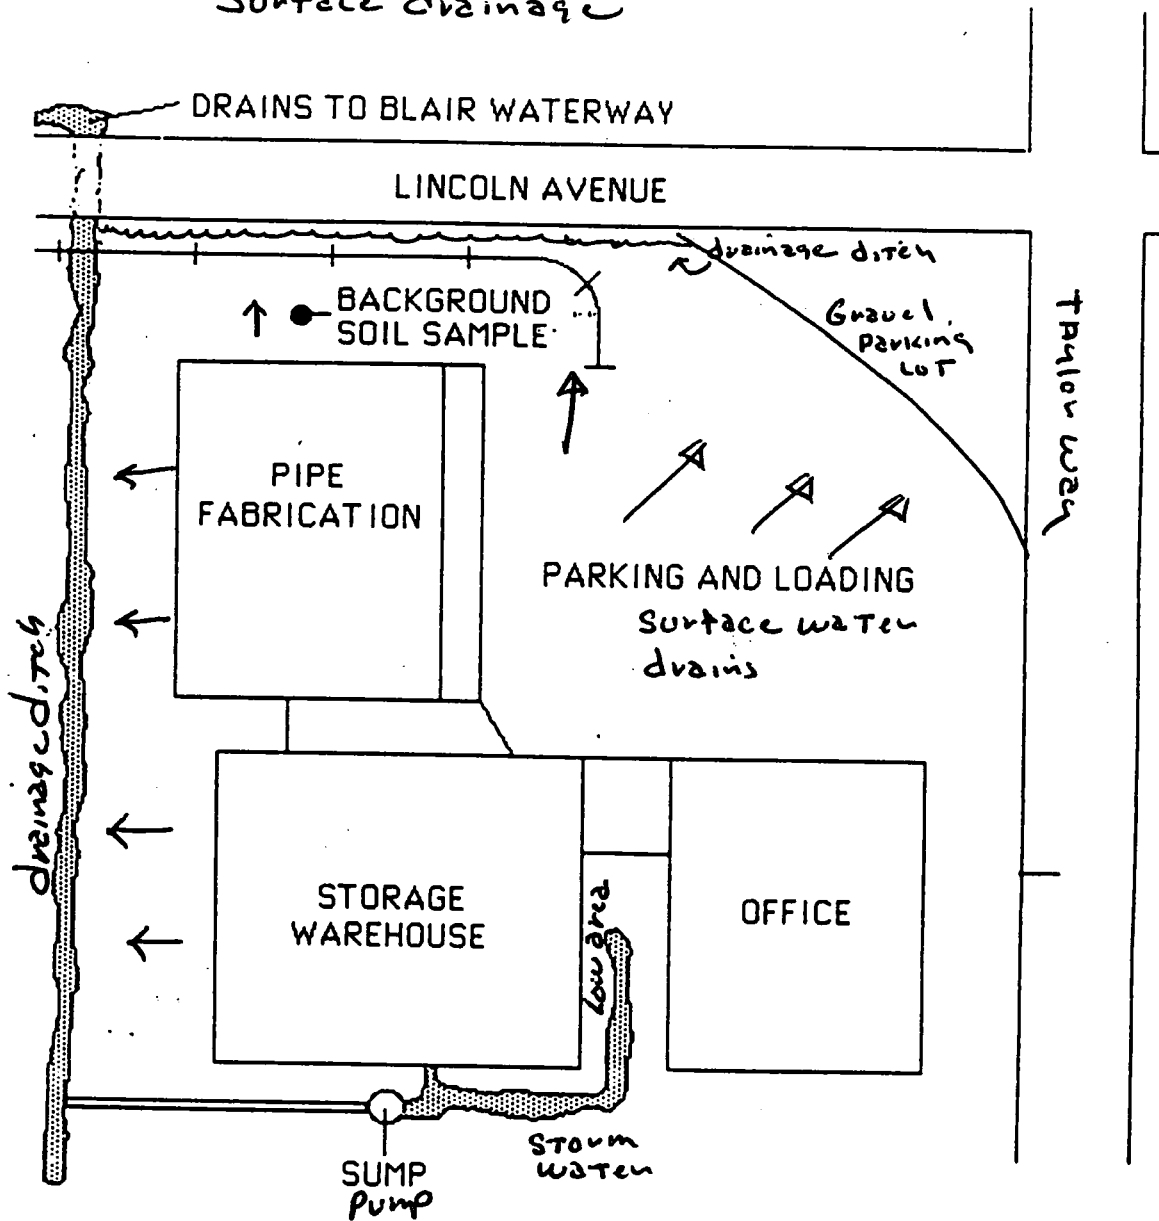 Surface drainage
DRAINS TO BLAIR WATERWAY
LINCOLN AVENUE
drainage ditch
BACKGROUND
SOIL SAMPLE
Gravel
Parking
LOT
TAylor WAy
PIPE
FABRICATION
PARKING AND LOADING
Surface water
drains
drainage ditch
STORAGE
WAREHOUSE
Low area
OFFICE
SUMP
Pump
STorm
waTer